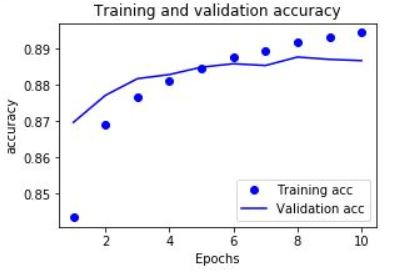 Training and validation accuracy
0.89
0.88
0.87
0.86
0.85
accuracy
Training acc
Validation acc
2 4 6 8 10
Epochs